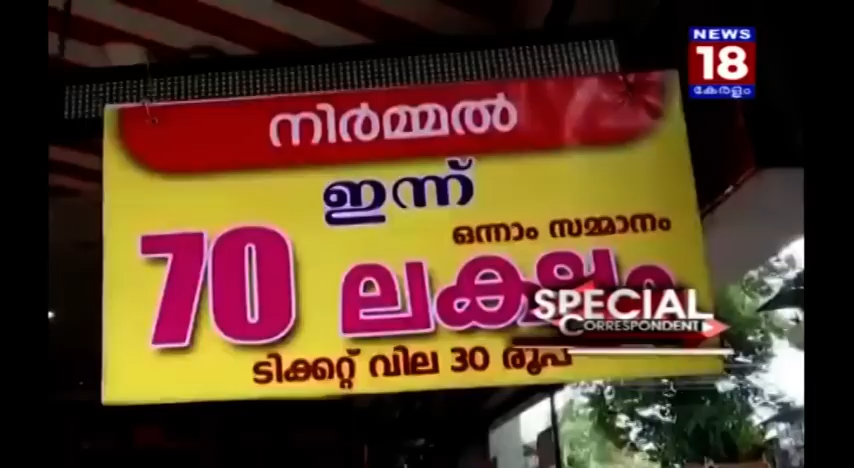 NEWS
18
കേരളം
നിർമ്മൽ
ഇന്ന്
ഒന്നാം സമ്മാനം
70
SPECIAL
CORRESPONDENT
ടിക്കറ്റ് വില 30